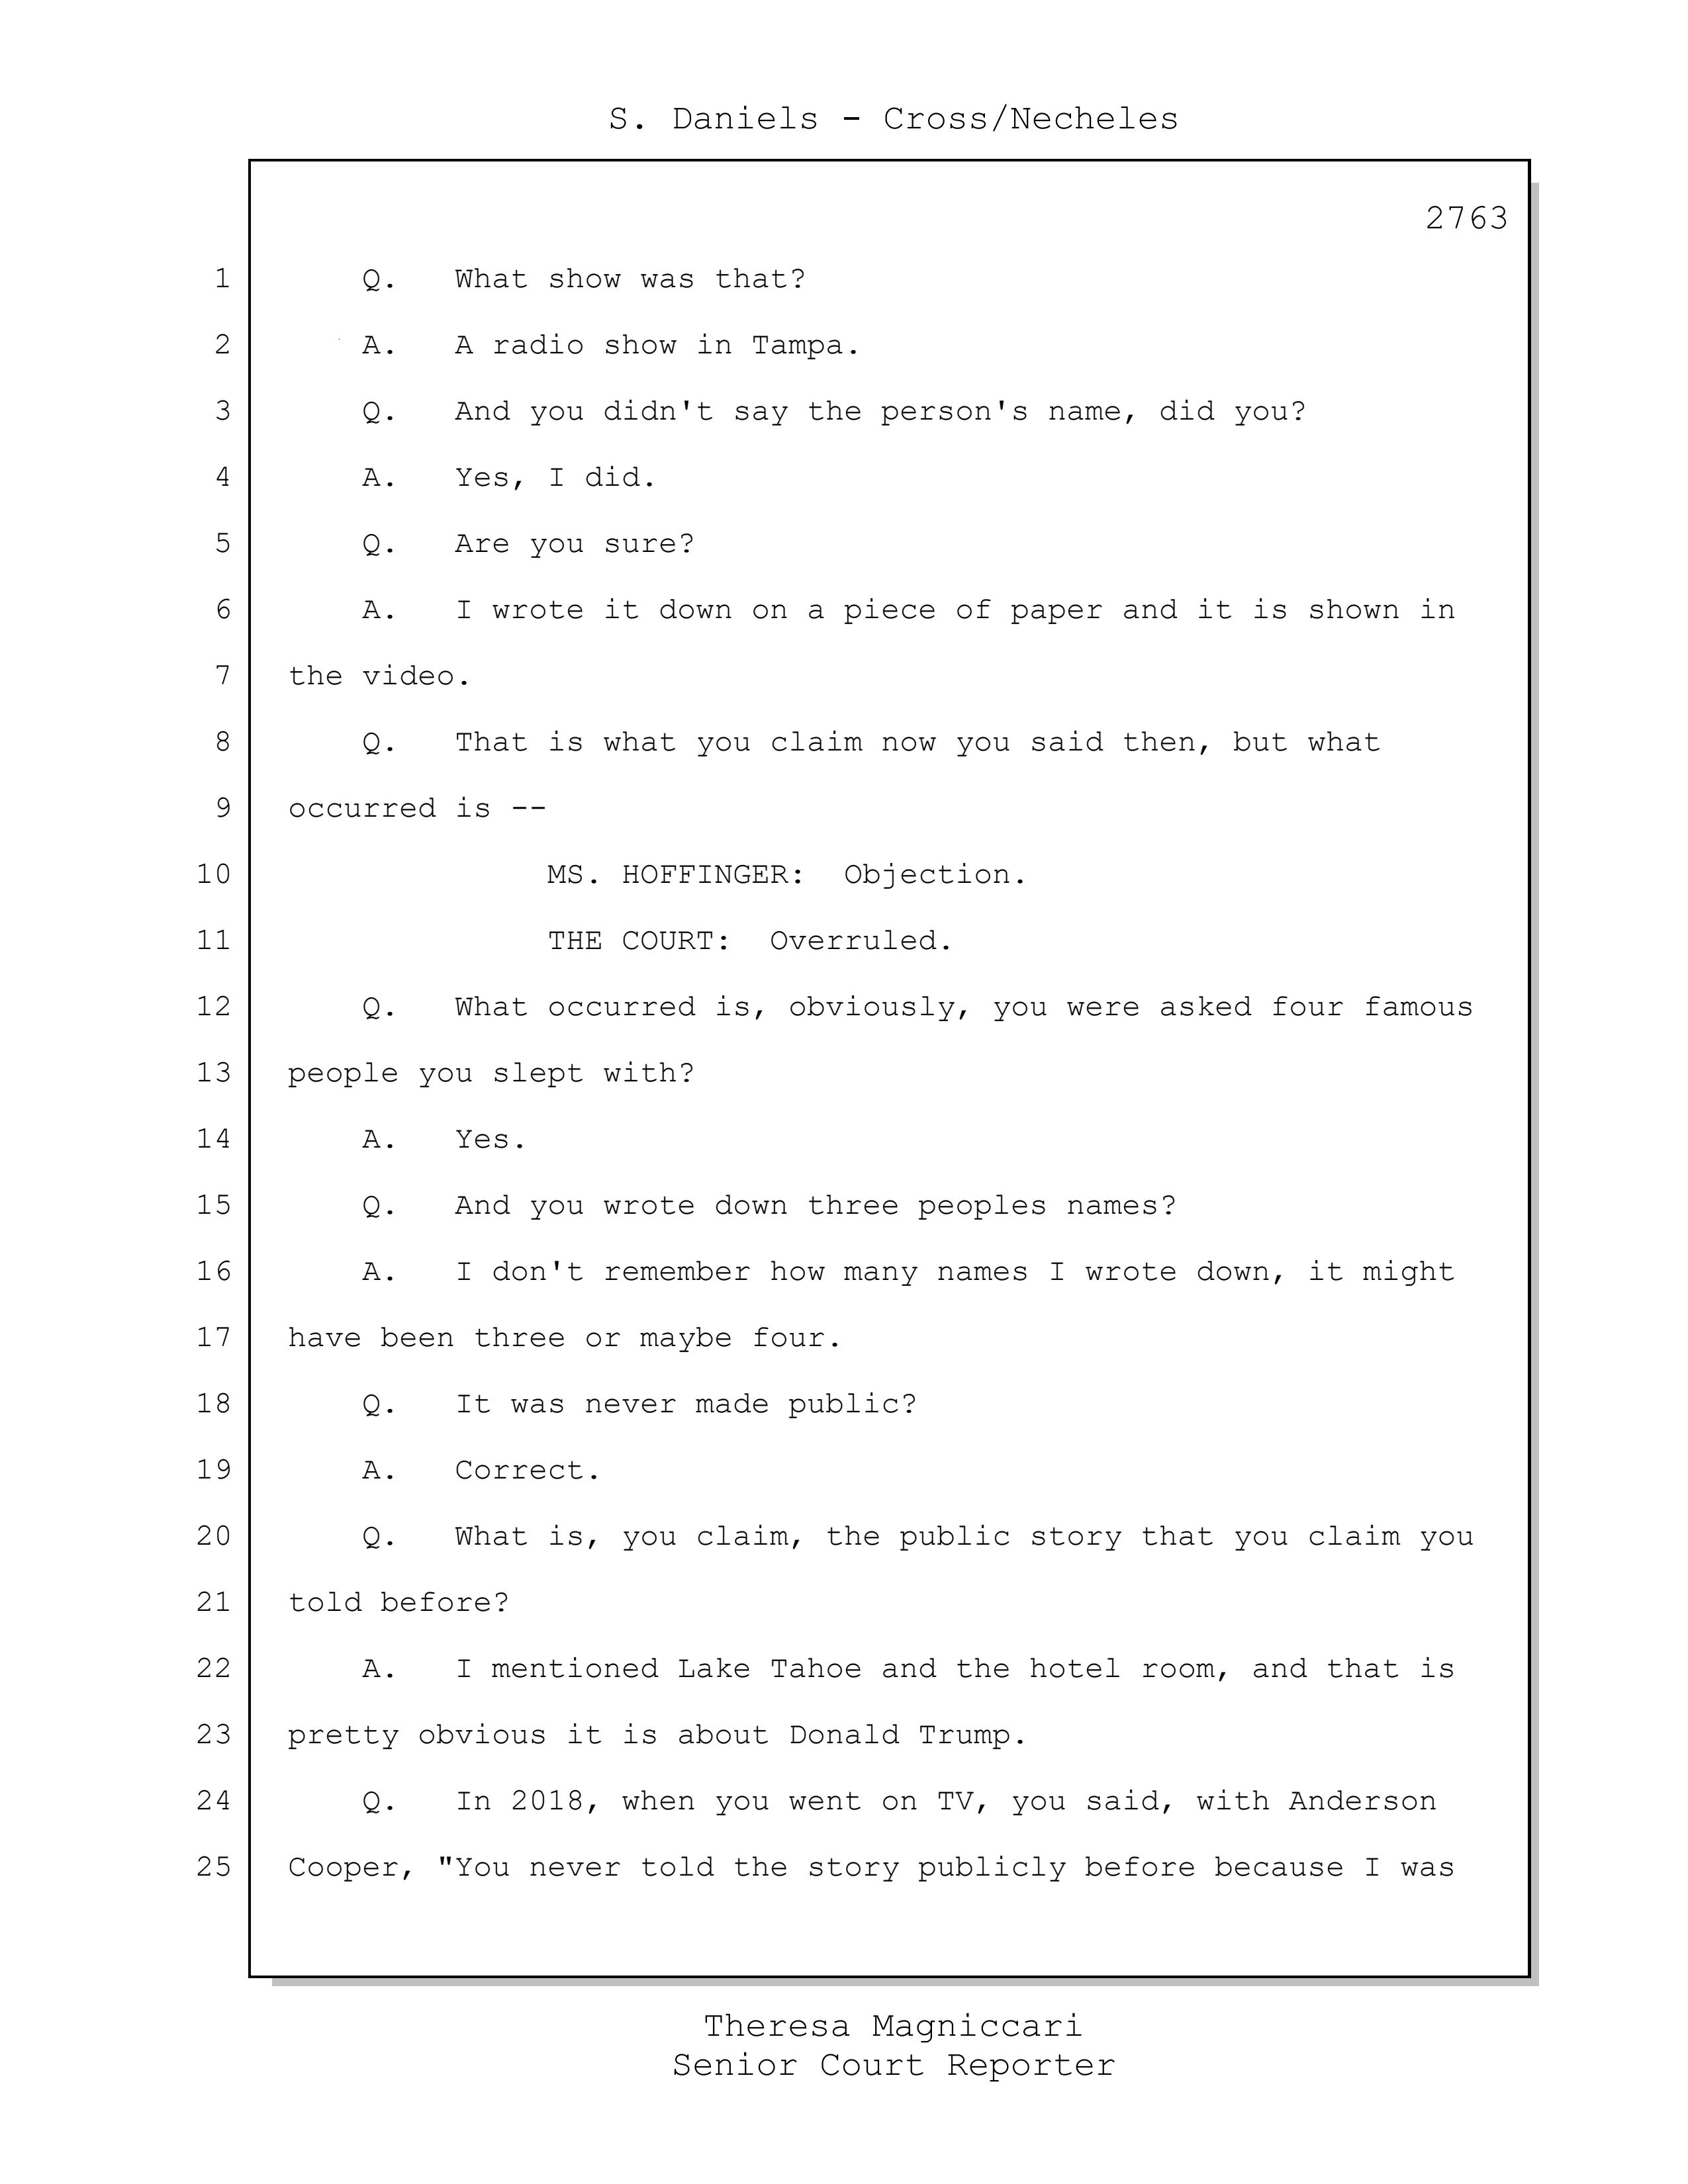 S. Daniels - Cross/Necheles
2763
1 Q. What show was that?
2 A. A radio show in Tampa.
3 Q. And you didn't say the person's name, did you?
4 A. Yes, I did.
5 Q. Are you sure?
6 A. I wrote it down on a piece of paper and it is shown in
7 the video.
8 Q. That is what you claim now you said then, but what
9 occurred is --
10 MS. HOFFINGER: Objection.
11 THE COURT: Overruled.
12 Q. What occurred is, obviously, you were asked four famous
13 people you slept with?
14 A. Yes.
15 Q. And you wrote down three peoples names?
16 A. I don't remember how many names I wrote down, it might
17 have been three or maybe four.
18 Q. It was never made public?
19 A. Correct.
20 Q. What is, you claim, the public story that you claim you
21 told before?
22 A. I mentioned Lake Tahoe and the hotel room, and that is
23 pretty obvious it is about Donald Trump.
24 Q. In 2018, when you went on TV, you said, with Anderson
25 Cooper, "You never told the story publicly before because I was
Theresa Magniccari
Senior Court Reporter